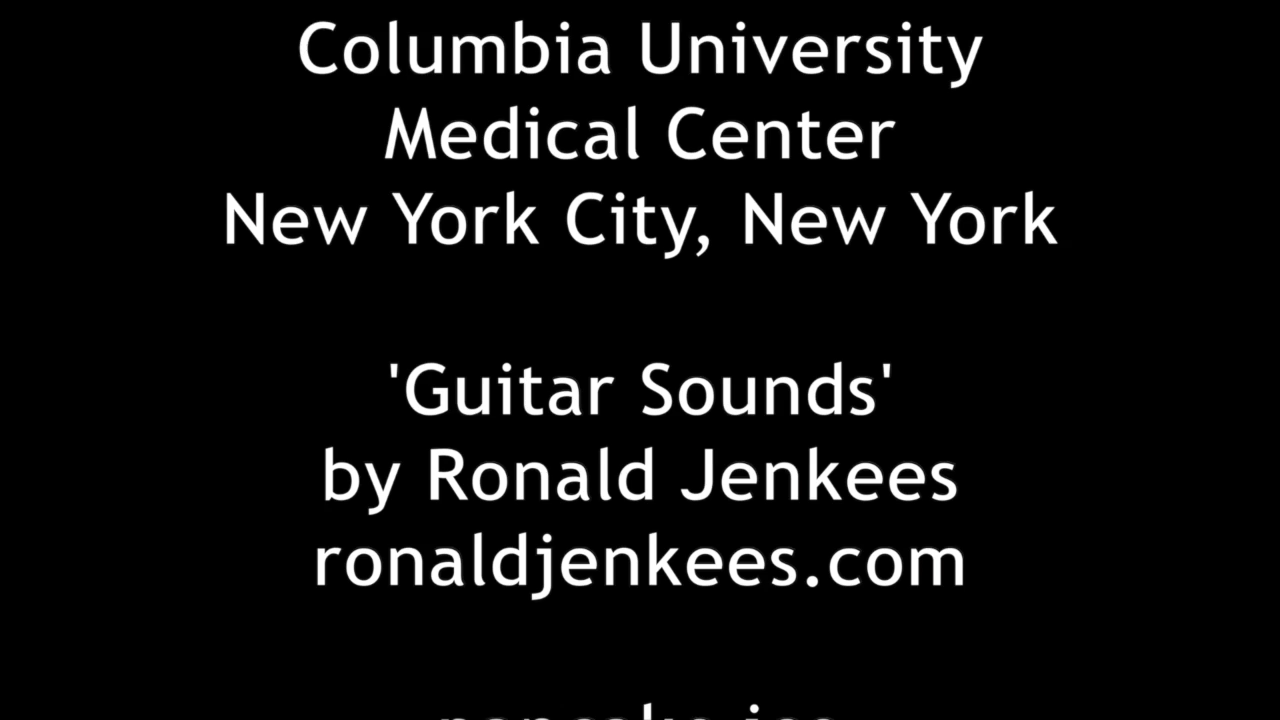 Columbia University
Medical Center
New York City, New York
'Guitar Sounds'
by Ronald Jenkees
ronaldjenkees.com